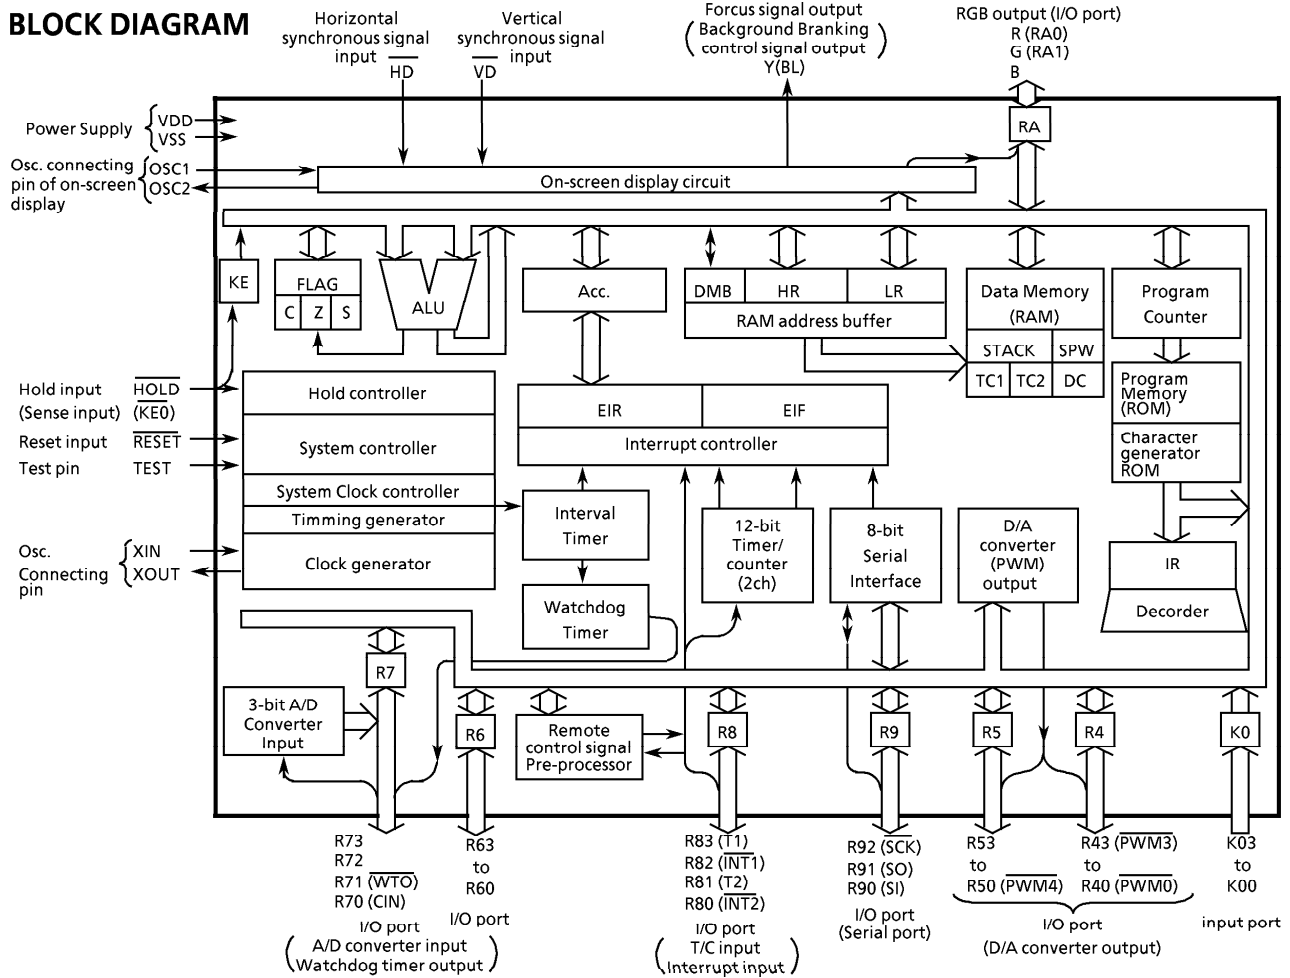 BLOCK DIAGRAM
Horizontal
synchronous signal
input
HD
Vertical
synchronous signal
input
VD
Forcus signal output
(Background Branking
control signal output)
Y(BL)
RGB output (I/O port)
R (RA0)
G (RA1)
B
Power Supply
VDD
VSS
Osc. connecting
pin of on-screen
display
OSC1
OSC2
RA
On-screen display circuit
KE
FLAG
C Z S
ALU
Acc.
DMB HR LR
RAM address buffer
Data Memory
(RAM)
STACK SPW
TC1 TC2 DC
Program
Counter
Program
Memory
(ROM)
Character
generator
ROM
IR
Decorder
Hold input HOLD
(Sense input) (KE0)
Reset input RESET
Test pin TEST
Osc.
Connecting
pin
XIN
XOUT
Hold controller
System controller
System Clock controller
Timming generator
Clock generator
EIR EIF
Interrupt controller
Interval
Timer
Watchdog
Timer
12-bit
Timer/
counter
(2ch)
8-bit
Serial
Interface
D/A
converter
(PWM)
output
R7
3-bit A/D
Converter
Input
R6
Remote
control signal
Pre-processor
R8
R9
R5
R4
K0
R73
R72
R71 (WTO)
R70 (CIN)
I/O port
(A/D converter input
Watchdog timer output)
R63
to
R60
I/O port
R83 (T1)
R82 (INT1)
R81 (T2)
R80 (INT2)
I/O port
(T/C input
Interrupt input)
R92 (SCK)
R91 (SO)
R90 (SI)
I/O port
(Serial port)
R53
to
R50 (PWM4)
R43 (PWM3)
to
R40 (PWM0)
I/O port
(D/A converter output)
K03
to
K00
input port